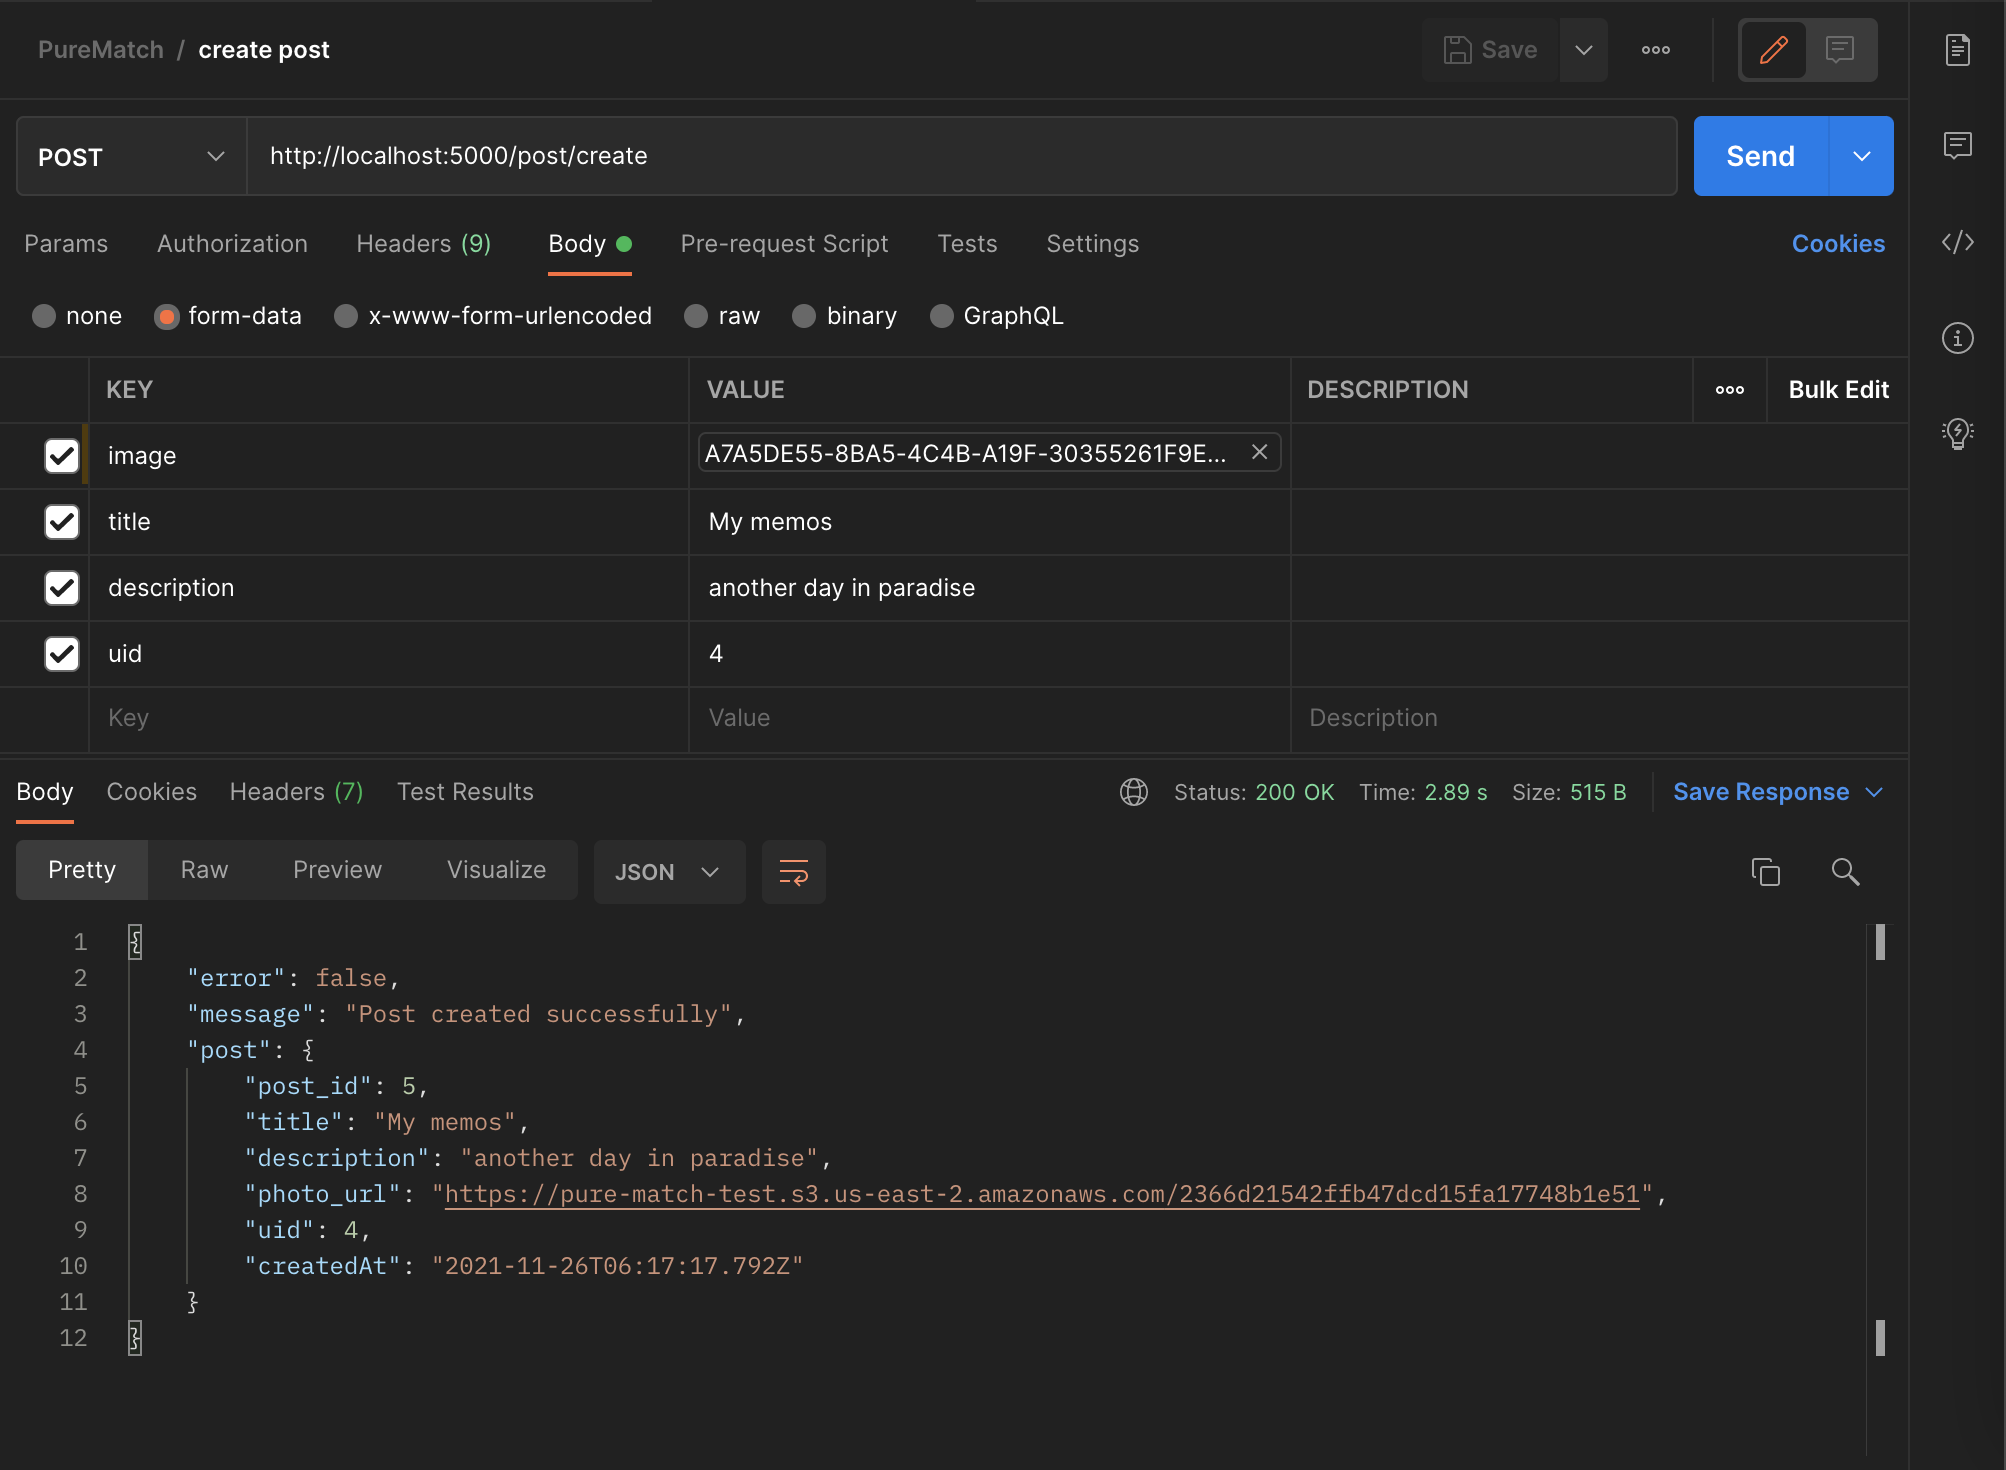 PureMatch / create post
Save
POST http://localhost:5000/post/create Send
Params Authorization Headers (9) Body Pre-request Script Tests Settings Cookies
none form-data x-www-form-urlencoded raw binary GraphQL
KEY VALUE DESCRIPTION Bulk Edit
image A7A5DE55-8BA5-4C4B-A19F-30355261F9E...
title My memos
description another day in paradise
uid 4
Key Value Description
Body Cookies Headers (7) Test Results Status: 200 OK Time: 2.89 s Size: 515 B Save Response
Pretty Raw Preview Visualize JSON
1 {
2 "error": false,
3 "message": "Post created successfully",
4 "post": {
5 "post_id": 5,
6 "title": "My memos",
7 "description": "another day in paradise",
8 "photo_url": "https://pure-match-test.s3.us-east-2.amazonaws.com/2366d21542ffb47dcd15fa17748b1e51",
9 "uid": 4,
10 "createdAt": "2021-11-26T06:17:17.792Z"
11 }
12 }